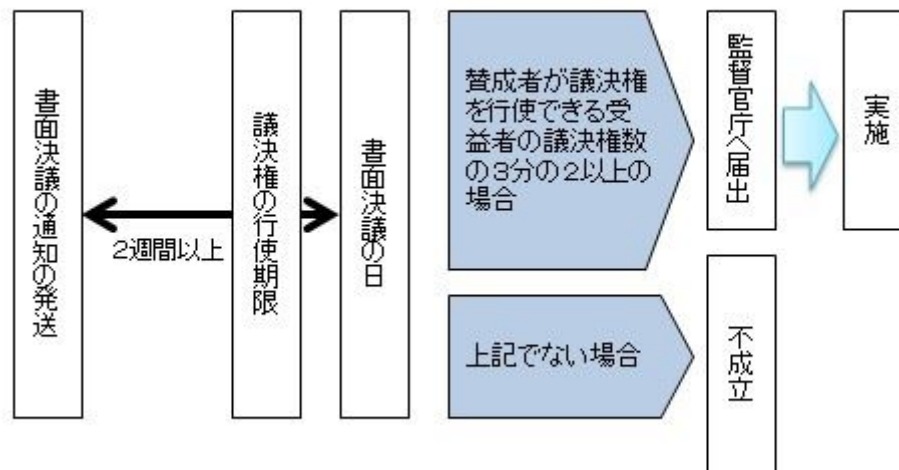 書面決議の通知の発送
2週間以上
議決権の行使期限
書面決議の日
賛成者が議決権
を行使できる受
益者の議決権数
の3分の2以上の
場合
監督官庁へ届出
実施
上記でない場合
不成立